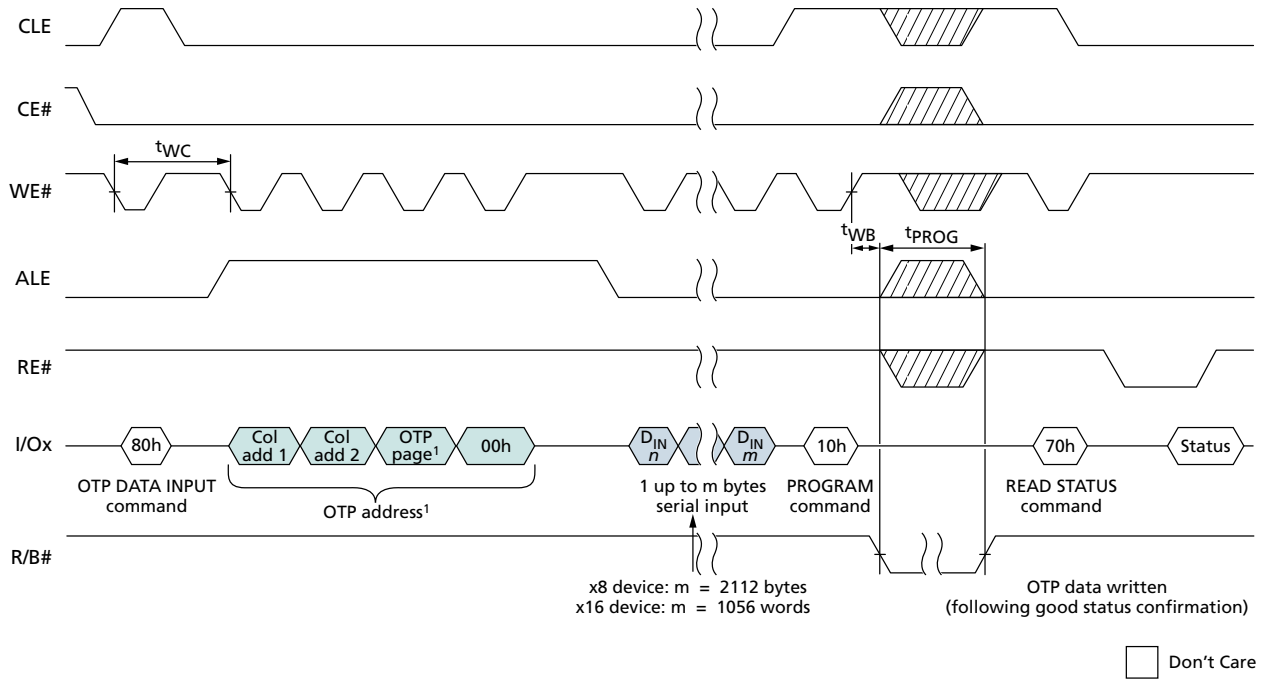 CLE
CE#
tWC
WE#
tWB
tPROG
ALE
RE#
I/Ox
80h
Col add 1
Col add 2
OTP page1
00h
DIN n
DIN m
10h
70h
Status
OTP DATA INPUT
command
OTP address1
1 up to m bytes
serial input
PROGRAM
command
READ STATUS
command
R/B#
x8 device: m = 2112 bytes
x16 device: m = 1056 words
OTP data written
(following good status confirmation)
Don't Care